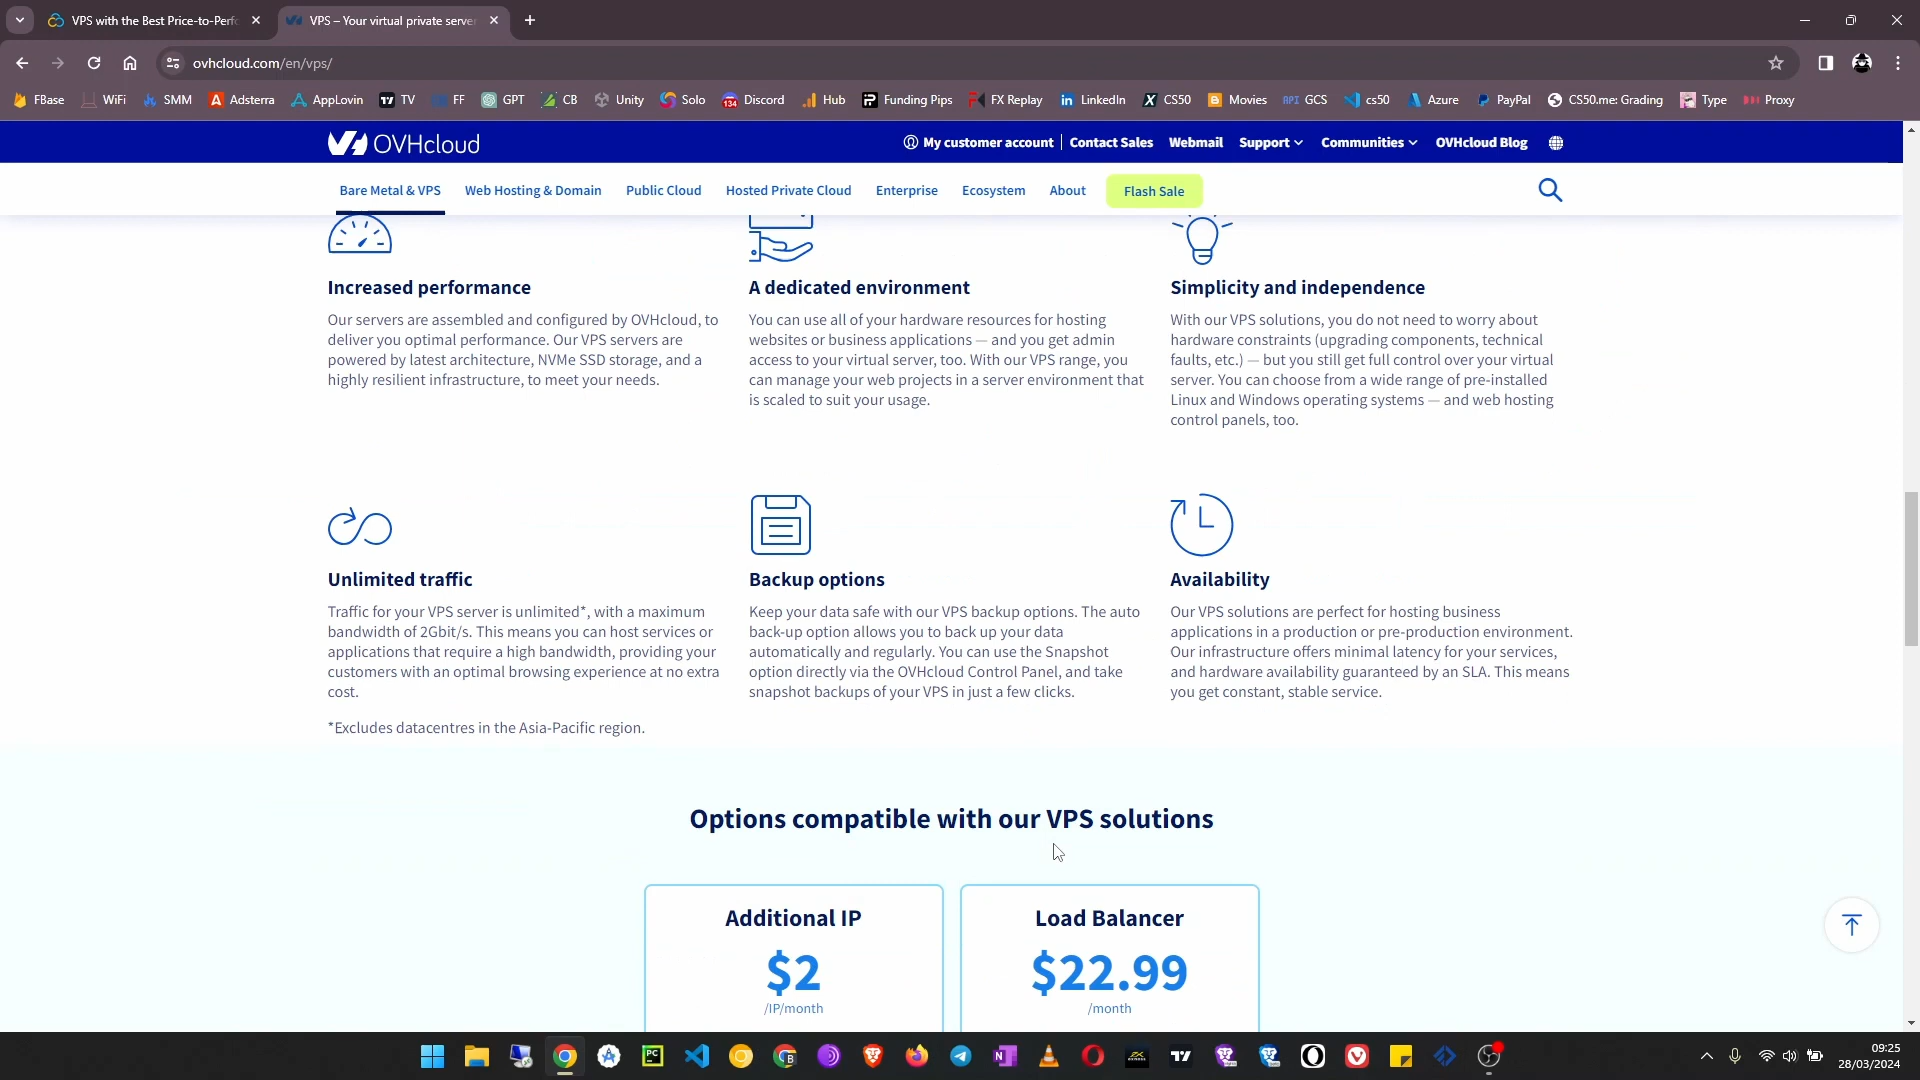 VPS with the Best Price-to-Perf
VPS – Your virtual private serve
ovhcloud.com/en/vps/
FBase
WiFi
SMM
Adsterra
AppLovin
TV
FF
GPT
CB
Unity
Solo
134
Discord
Hub
Funding Pips
FX Replay
LinkedIn
CS50
Movies
API GCS
cs50
Azure
PayPal
CS50.me: Grading
Type
Proxy
OVHcloud
My customer account
Contact Sales
Webmail
Support
Communities
OVHcloud Blog
Bare Metal & VPS
Web Hosting & Domain
Public Cloud
Hosted Private Cloud
Enterprise
Ecosystem
About
Flash Sale
Increased performance
Our servers are assembled and configured by OVHcloud, to
deliver you optimal performance. Our VPS servers are
powered by latest architecture, NVMe SSD storage, and a
highly resilient infrastructure, to meet your needs.
A dedicated environment
You can use all of your hardware resources for hosting
websites or business applications — and you get admin
access to your virtual server, too. With our VPS range, you
can manage your web projects in a server environment that
is scaled to suit your usage.
Simplicity and independence
With our VPS solutions, you do not need to worry about
hardware constraints (upgrading components, technical
faults, etc.) — but you still get full control over your virtual
server. You can choose from a wide range of pre-installed
Linux and Windows operating systems — and web hosting
control panels, too.
Unlimited traffic
Traffic for your VPS server is unlimited*, with a maximum
bandwidth of 2Gbit/s. This means you can host services or
applications that require a high bandwidth, providing your
customers with an optimal browsing experience at no extra
cost.
*Excludes datacentres in the Asia-Pacific region.
Backup options
Keep your data safe with our VPS backup options. The auto
back-up option allows you to back up your data
automatically and regularly. You can use the Snapshot
option directly via the OVHcloud Control Panel, and take
snapshot backups of your VPS in just a few clicks.
Availability
Our VPS solutions are perfect for hosting business
applications in a production or pre-production environment.
Our infrastructure offers minimal latency for your services,
and hardware availability guaranteed by an SLA. This means
you get constant, stable service.
Options compatible with our VPS solutions
Additional IP
$2
/IP/month
Load Balancer
$22.99
/month
09:25
28/03/2024